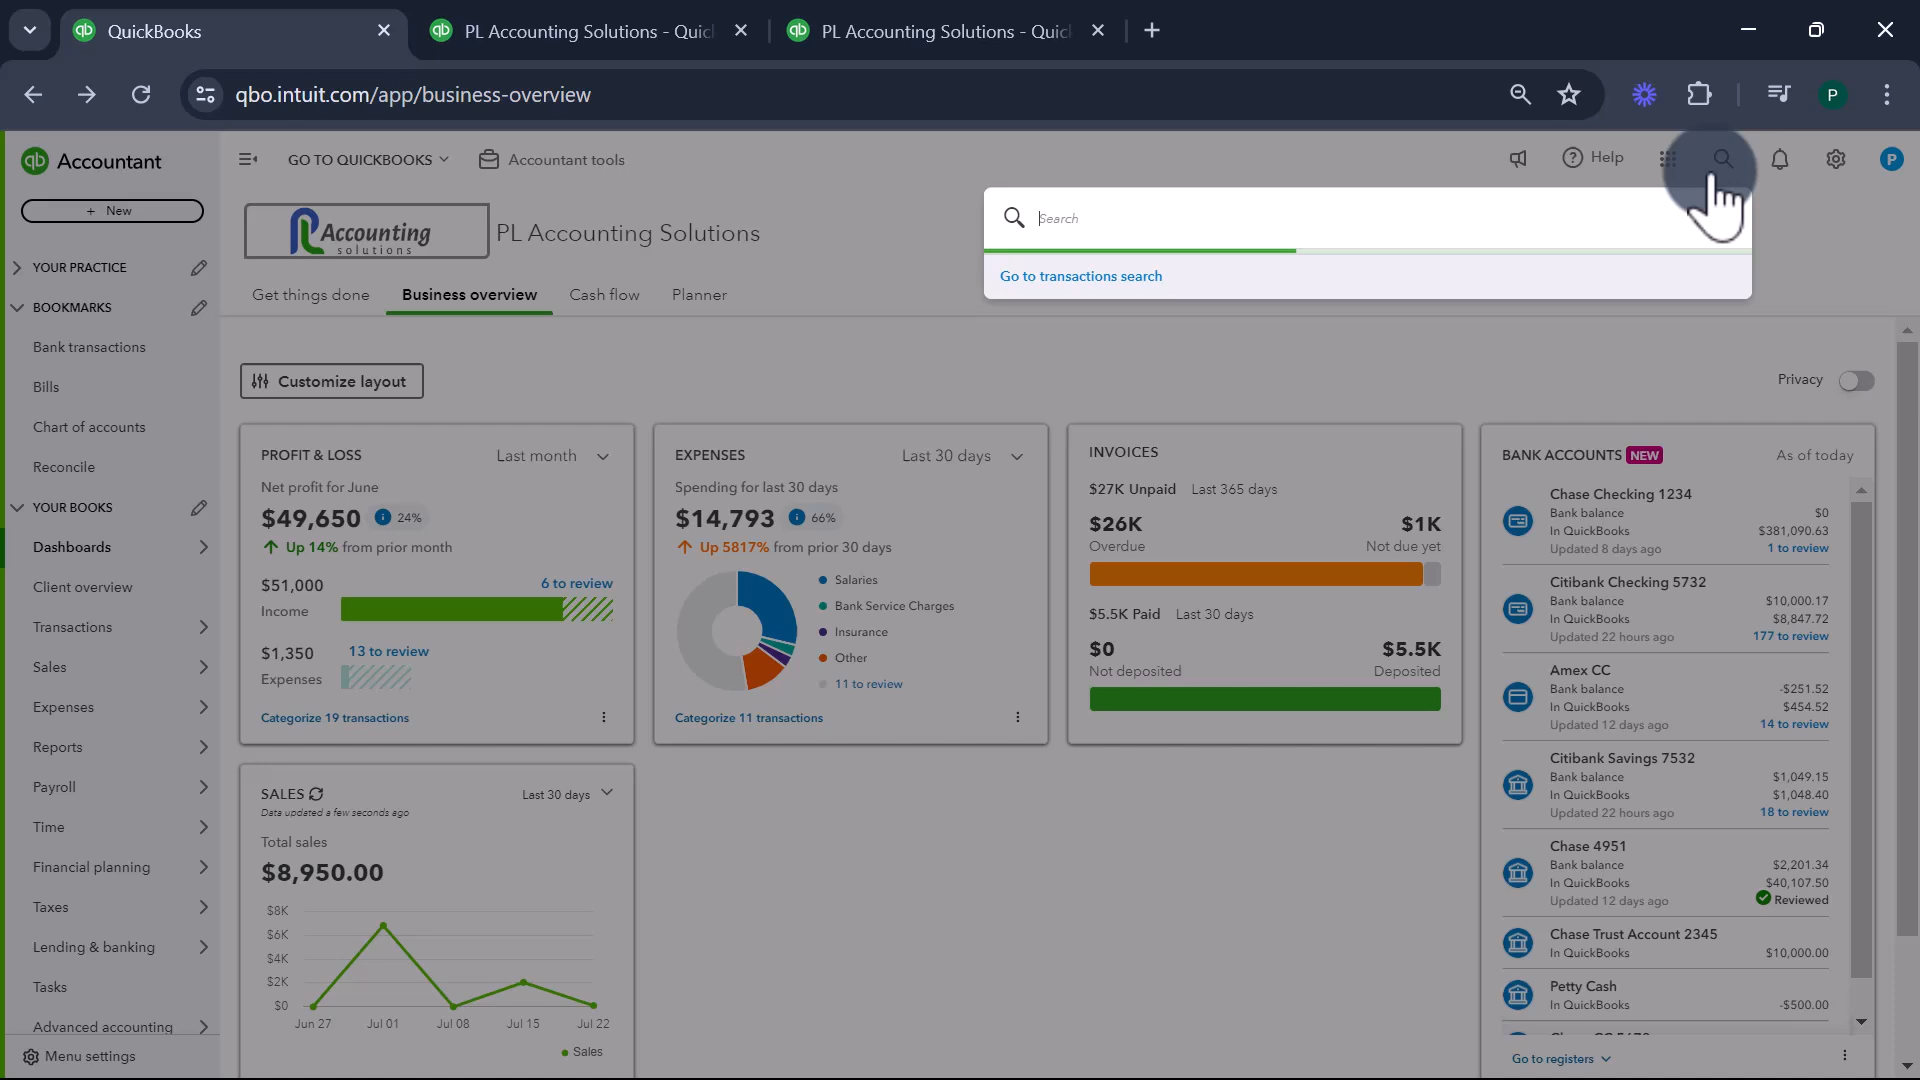 QuickBooks
PL Accounting Solutions - Quic
PL Accounting Solutions - Quic
qbo.intuit.com/app/business-overview
P
qb Accountant
GO TO QUICKBOOKS
Accountant tools
Help
P
+ New
Accounting
solutions
PL Accounting Solutions
Search
Go to transactions search
Get things done
Business overview
Cash flow
Planner
YOUR PRACTICE
BOOKMARKS
Bank transactions
Bills
Chart of accounts
Reconcile
YOUR BOOKS
Dashboards
Client overview
Transactions
Sales
Expenses
Reports
Payroll
Time
Financial planning
Taxes
Lending & banking
Tasks
Advanced accounting
Menu settings
Customize layout
Privacy
PROFIT & LOSS
Last month
Net profit for June
$49,650
24%
Up 14% from prior month
$51,000
Income
6 to review
$1,350
Expenses
13 to review
Categorize 19 transactions
EXPENSES
Last 30 days
Spending for last 30 days
$14,793
66%
Up 5817% from prior 30 days
Salaries
Bank Service Charges
Insurance
Other
11 to review
Categorize 11 transactions
INVOICES
$27K Unpaid Last 365 days
$26K
$1K
Overdue
Not due yet
$5.5K Paid Last 30 days
$0
$5.5K
Not deposited
Deposited
BANK ACCOUNTS NEW
As of today
Chase Checking 1234
Bank balance $0
In QuickBooks $381,090.63
Updated 8 days ago 1 to review
Citibank Checking 5732
Bank balance $10,000.17
In QuickBooks $8,847.72
Updated 22 hours ago 177 to review
Amex CC
Bank balance -$251.52
In QuickBooks $454.52
Updated 12 days ago 14 to review
Citibank Savings 7532
Bank balance $1,049.15
In QuickBooks $1,048.40
Updated 22 hours ago 18 to review
Chase 4951
Bank balance $2,201.34
In QuickBooks $40,107.50
Updated 12 days ago Reviewed
Chase Trust Account 2345
In QuickBooks $10,000.00
Petty Cash
In QuickBooks -$500.00
Go to registers
SALES
Last 30 days
Data updated a few seconds ago
Total sales
$8,950.00
$8K
$6K
$4K
$2K
$0
Jun 27
Jul 01
Jul 08
Jul 15
Jul 22
Sales